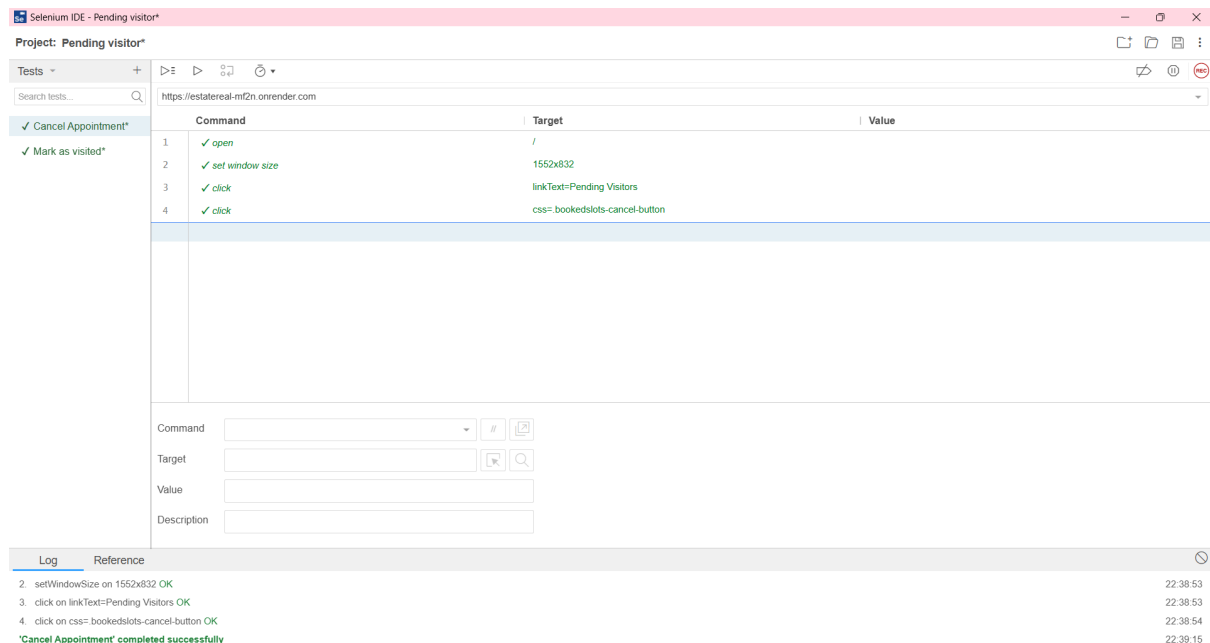 Se Selenium IDE - Pending visitor*
Project: Pending visitor*
Tests
Search tests...
https://estatereal-mf2n.onrender.com
REC
Command Target Value
✓ Cancel Appointment*
✓ Mark as visited*
1 ✓ open /
2 ✓ set window size 1552x832
3 ✓ click linkText=Pending Visitors
4 ✓ click css=.bookedslots-cancel-button
Command //
Target
Value
Description
Log Reference
2. setWindowSize on 1552x832 OK 22:38:53
3. click on linkText=Pending Visitors OK 22:38:53
4. click on css=.bookedslots-cancel-button OK 22:38:54
'Cancel Appointment' completed successfully 22:39:15